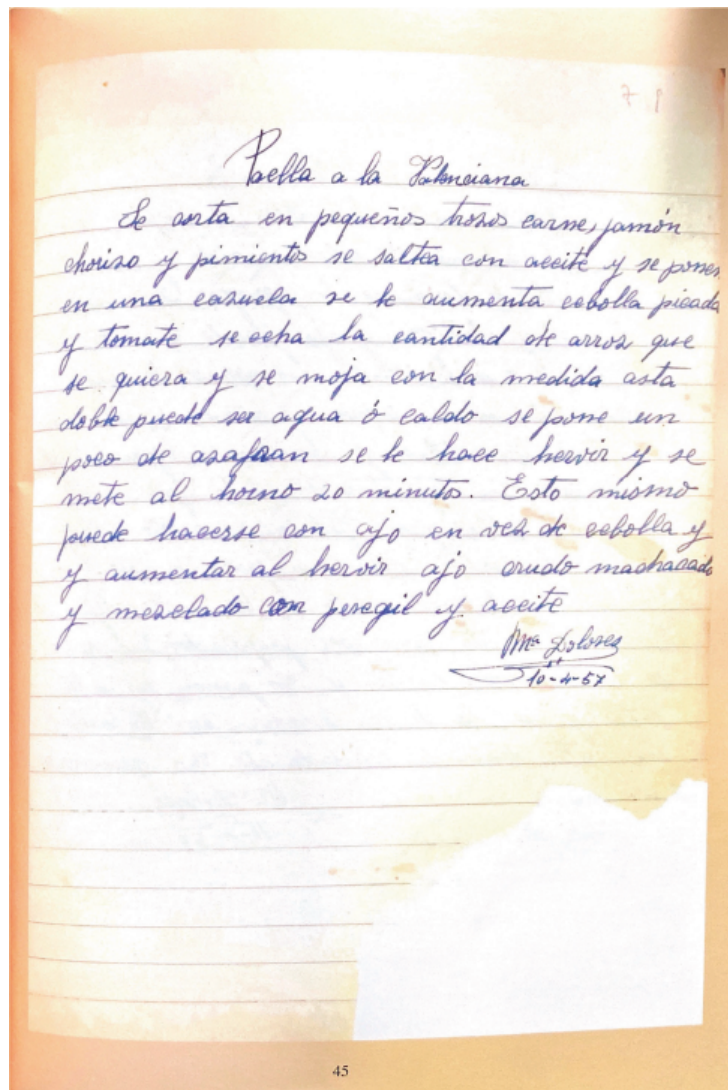 7 1
Paella a la Valenciana
Se corta en pequeños trosos carne, jamón
choriso y pimientos se saltea con aceite y se ponen
en una cazuela se le aumenta cebolla picada
y tomate se echa la cantidad de arroz que
se quiera y se moja con la medida asta
doble puede ser agua ó caldo se pone un
poco de azafran se le hace hervir y se
mete al horno 20 minutos. Esto mismo
puede hacerse con ajo en vez de cebolla y
y aumentar al hervir ajo crudo machacado
y mezclado con peregil y aceite
Mª Dolores
10-4-57
45